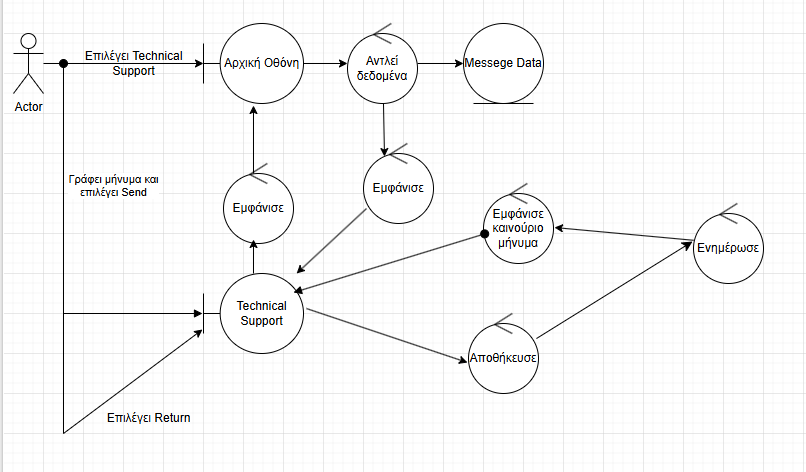 Επιλέγει Technical
Support
Αρχική Οθόνη
Αντλεί
δεδομένα
Messege Data
Actor
Γράφει μήνυμα και
επιλέγει Send
Εμφάνισε
Εμφάνισε
Εμφάνισε
καινούριο
μήνυμα
Ενημέρωσε
Technical
Support
Αποθήκευσε
Επιλέγει Return